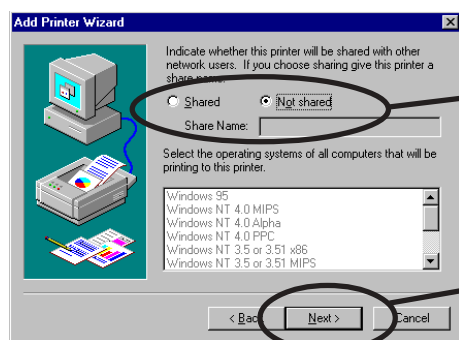 Add Printer Wizard
Indicate whether this printer will be shared with other
network users. If you choose sharing give this printer a
share name.
Shared Not shared
Share Name:
Select the operating systems of all computers that will be
printing to this printer.
Windows 95
Windows NT 4.0 MIPS
Windows NT 4.0 Alpha
Windows NT 4.0 PPC
Windows NT 3.5 or 3.51 x86
Windows NT 3.5 or 3.51 MIPS
< Back Next > Cancel